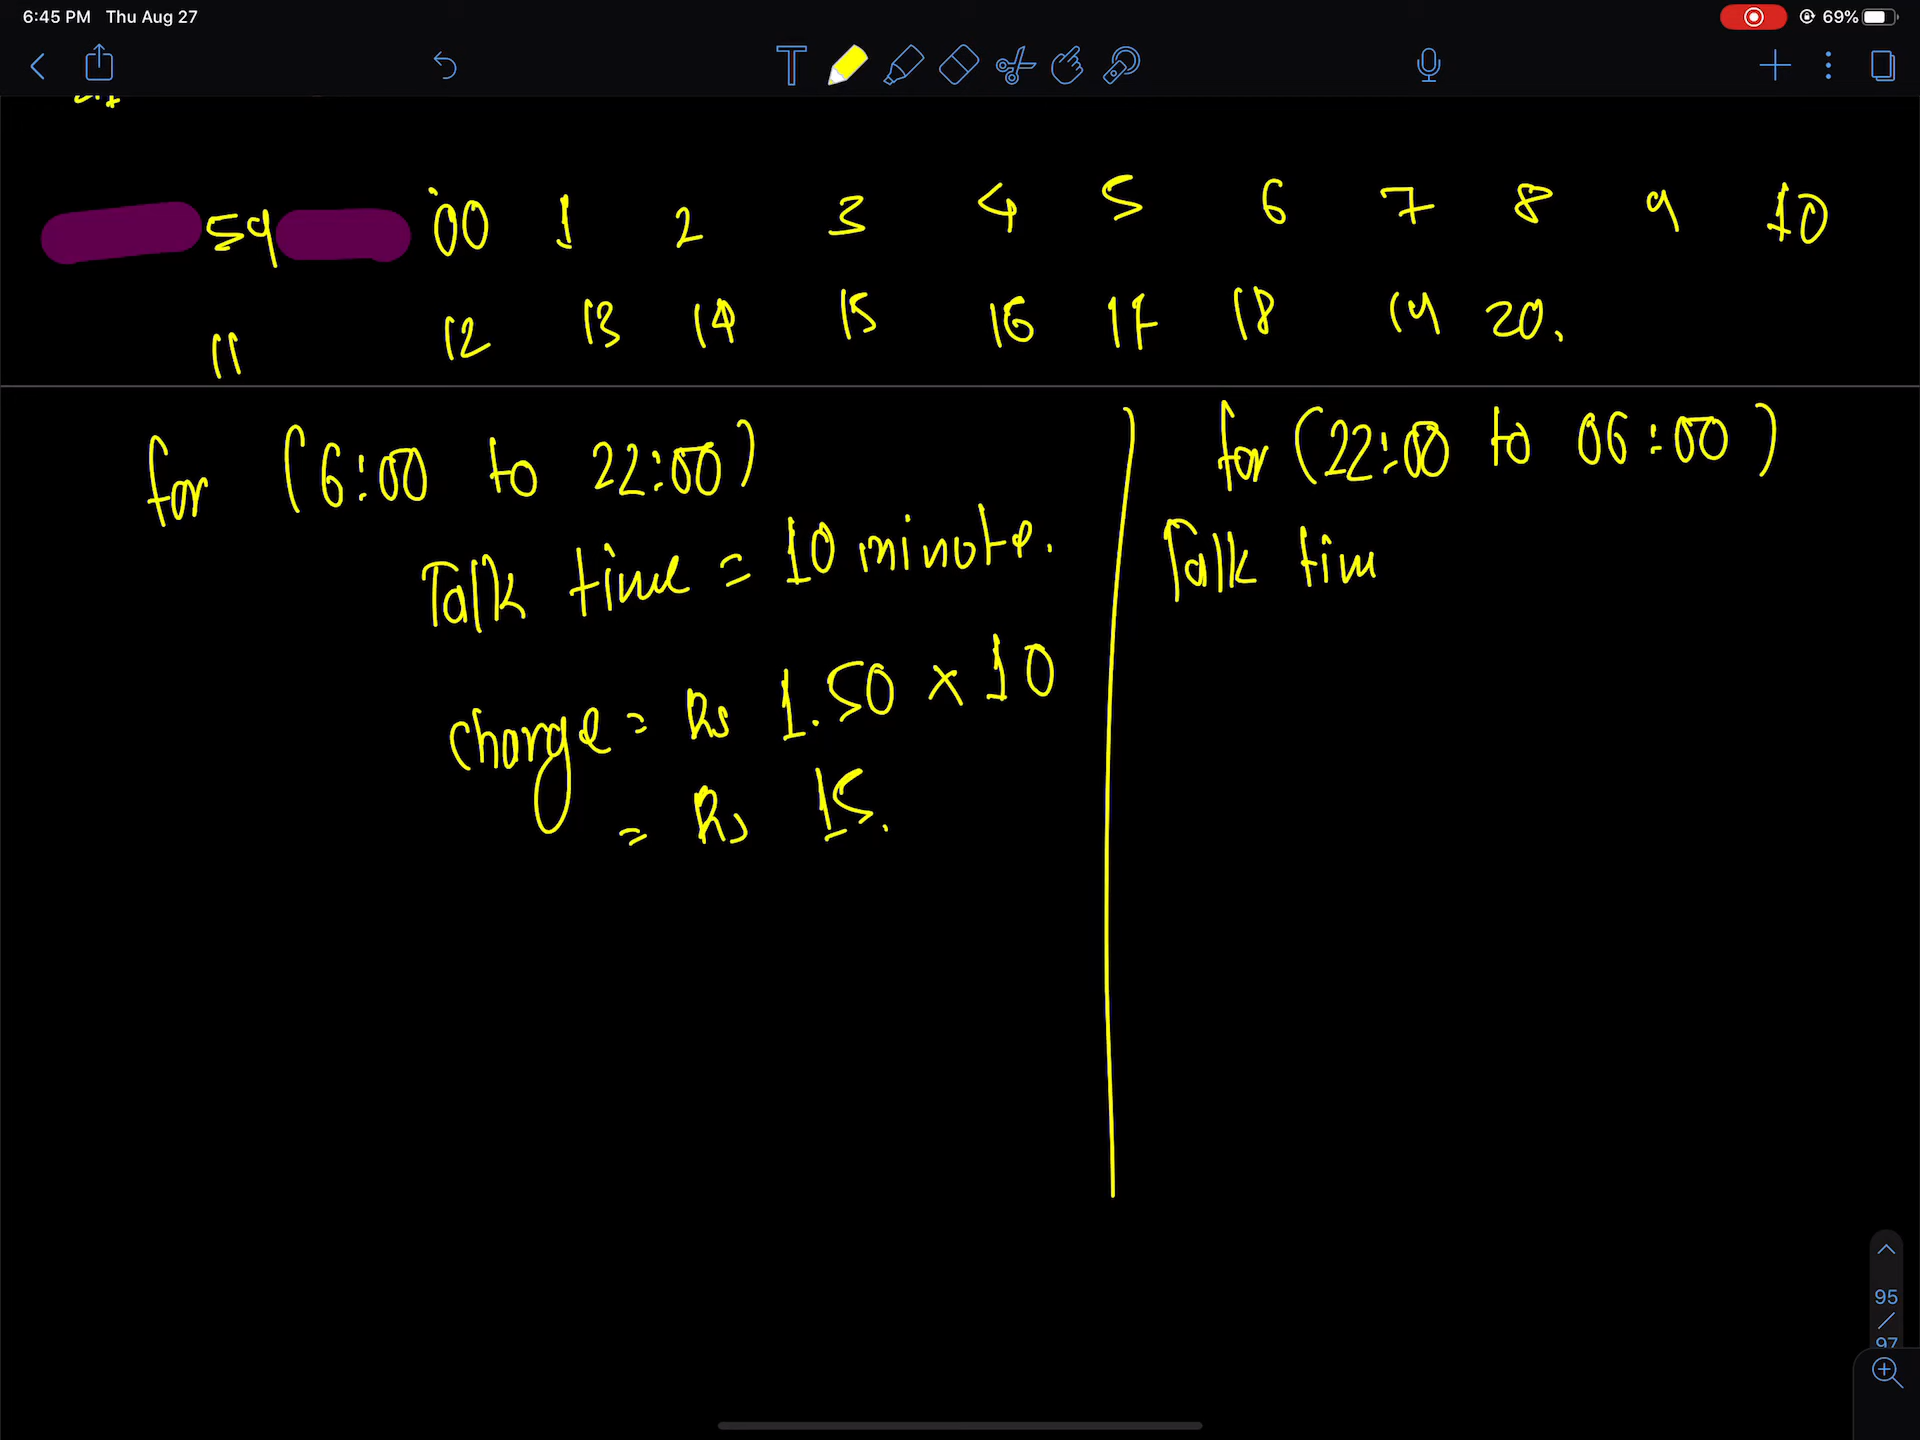 6:45 PM Thu Aug 27
69%
59 00 1 2 3 4 5 6 7 8 9 10
11 12 13 14 15 16 17 18 19 20.
for (6:00 to 22:00)
Talk time = 10 minute.
charge = Rs 1.50 × 10
= Rs 15.
for (22:00 to 06:00)
Talk tim
95
/
97